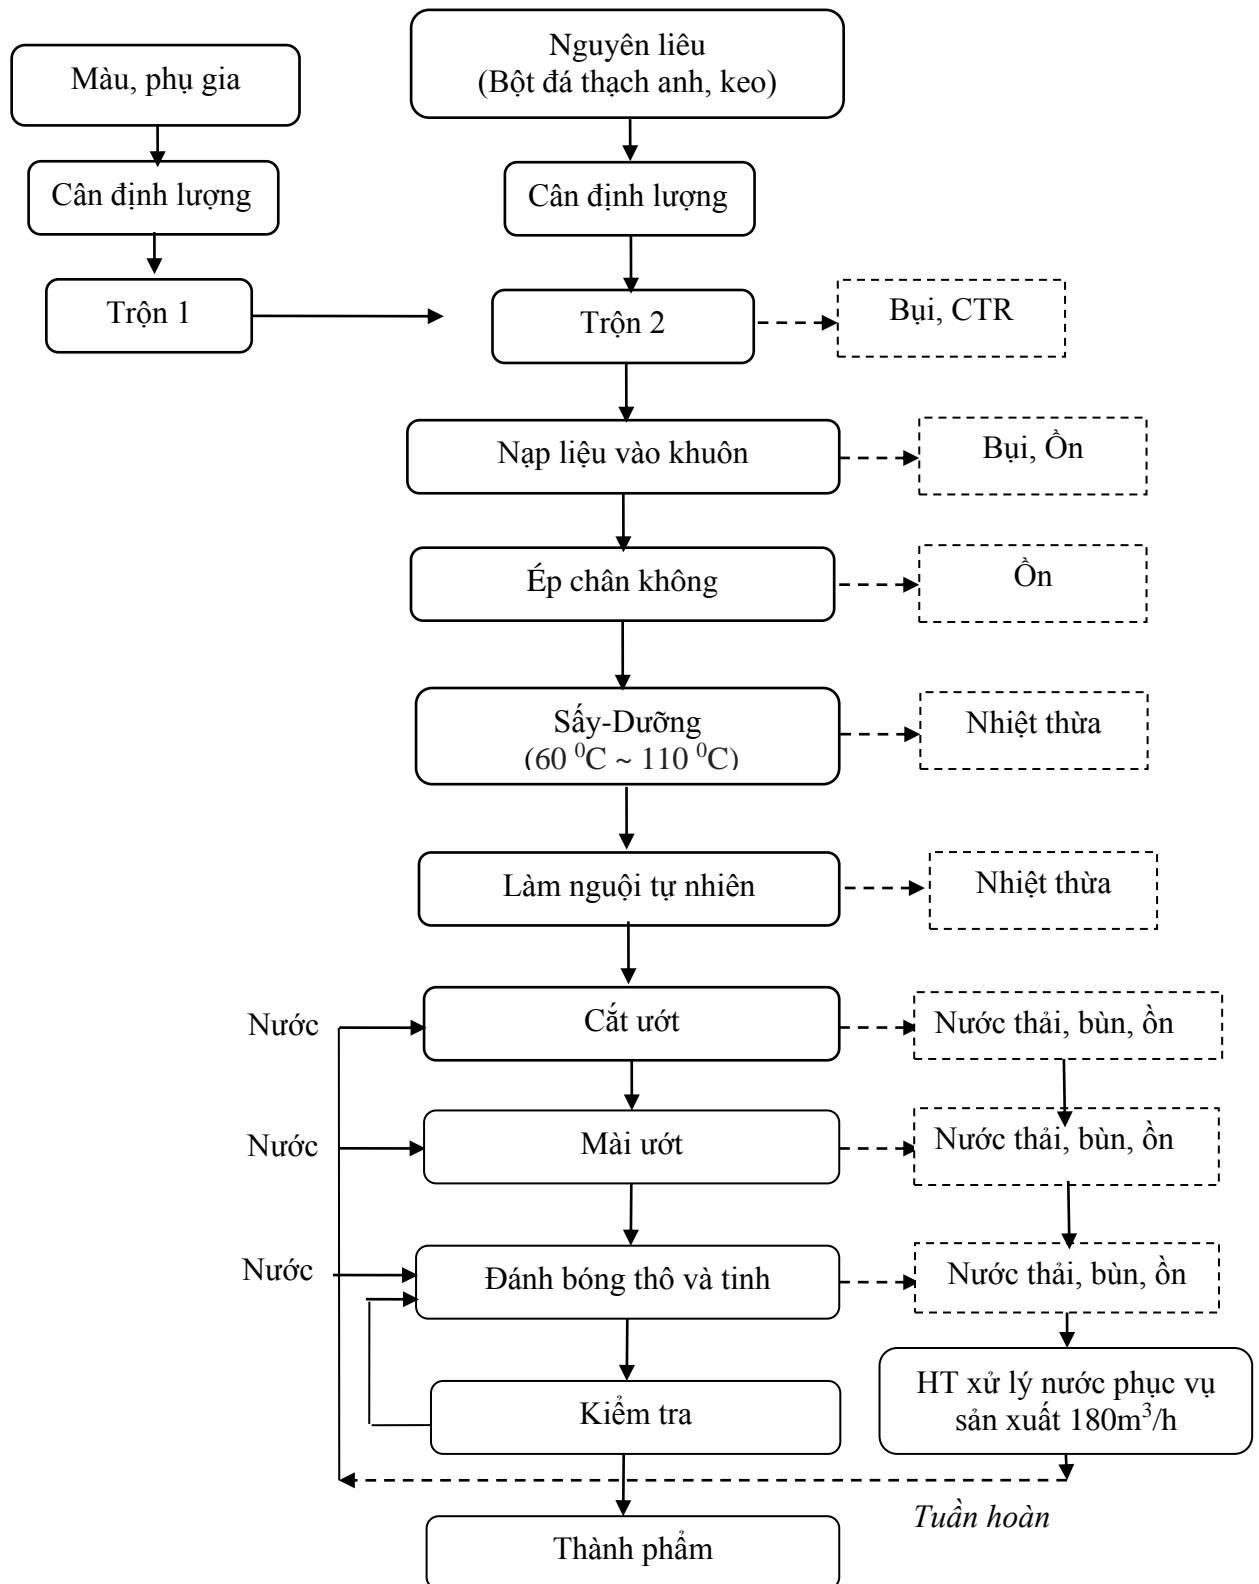 Nguyên liêu
(Bột đá thạch anh, keo)
Màu, phụ gia
Cân định lượng
Cân định lượng
Trộn 1
Trộn 2
Bụi, CTR
Nạp liệu vào khuôn
Bụi, Ồn
Ép chân không
Ồn
Sấy-Dưỡng
(60 ⁰C ~ 110 ⁰C)
Nhiệt thừa
Làm nguội tự nhiên
Nhiệt thừa
Nước
Cắt ướt
Nước thải, bùn, ồn
Nước
Mài ướt
Nước thải, bùn, ồn
Nước
Đánh bóng thô và tinh
Nước thải, bùn, ồn
Kiểm tra
HT xử lý nước phục vụ
sản xuất 180m³/h
Tuần hoàn
Thành phẩm